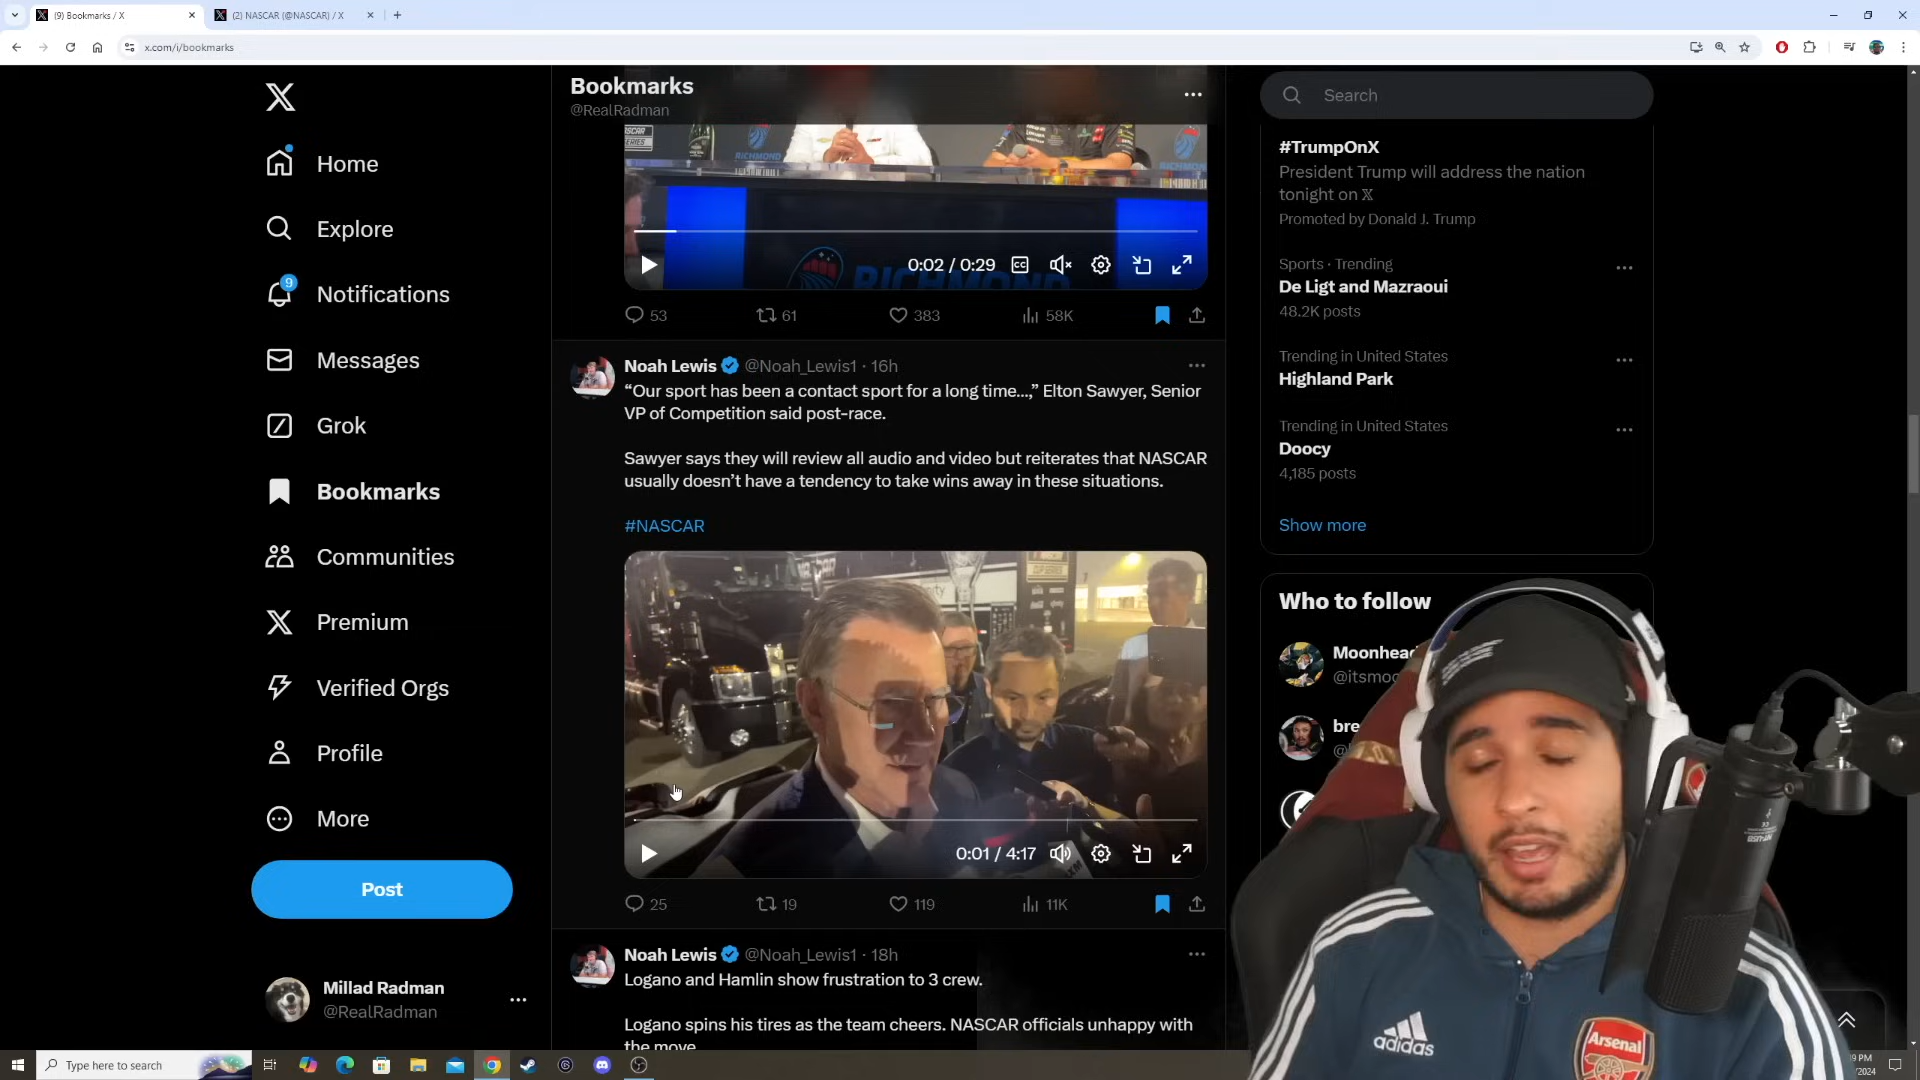 (9) Bookmarks / X
(2) NASCAR (@NASCAR) / X
x.com/i/bookmarks
Home
Explore
9
Notifications
Messages
Grok
Bookmarks
Communities
Premium
Verified Orgs
Profile
More
Post
Millad Radman
@RealRadman
Bookmarks
@RealRadman
RICHMOND
0:02 / 0:29
CC
53
61
383
58K
Noah Lewis @Noah_Lewis1 · 16h
“Our sport has been a contact sport for a long time...,” Elton Sawyer, Senior
VP of Competition said post-race.
Sawyer says they will review all audio and video but reiterates that NASCAR
usually doesn’t have a tendency to take wins away in these situations.
#NASCAR
0:01 / 4:17
25
19
119
11K
Noah Lewis @Noah_Lewis1 · 18h
Logano and Hamlin show frustration to 3 crew.
Logano spins his tires as the team cheers. NASCAR officials unhappy with
the move
Search
#TrumpOnX
President Trump will address the nation
tonight on X
Promoted by Donald J. Trump
Sports · Trending
De Ligt and Mazraoui
48.2K posts
Trending in United States
Highland Park
Trending in United States
Doocy
4,185 posts
Show more
Who to follow
Moonhead
@itsmoo
bre
adidas
Arsenal
Type here to search